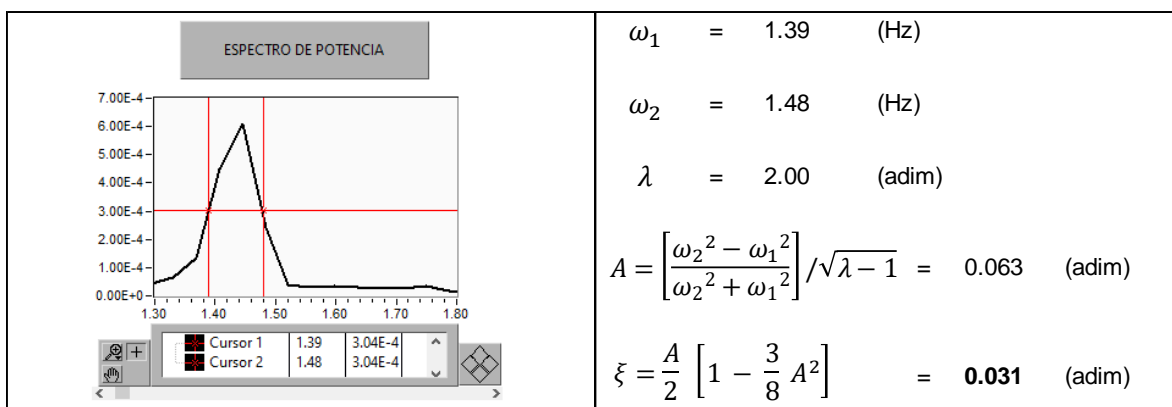 ESPECTRO DE POTENCIA
7.00E-4
6.00E-4
5.00E-4
4.00E-4
3.00E-4
2.00E-4
1.00E-4
0.00E+0
1.30 1.40 1.50 1.60 1.70 1.80
Cursor 1 1.39 3.04E-4
Cursor 2 1.48 3.04E-4
ω₁ = 1.39 (Hz)
ω₂ = 1.48 (Hz)
λ = 2.00 (adim)
A = [(ω₂² − ω₁²)/(ω₂² + ω₁²)] /√(λ − 1) = 0.063 (adim)
ξ = A/2 [1 − 3/8 A²] = 0.031 (adim)